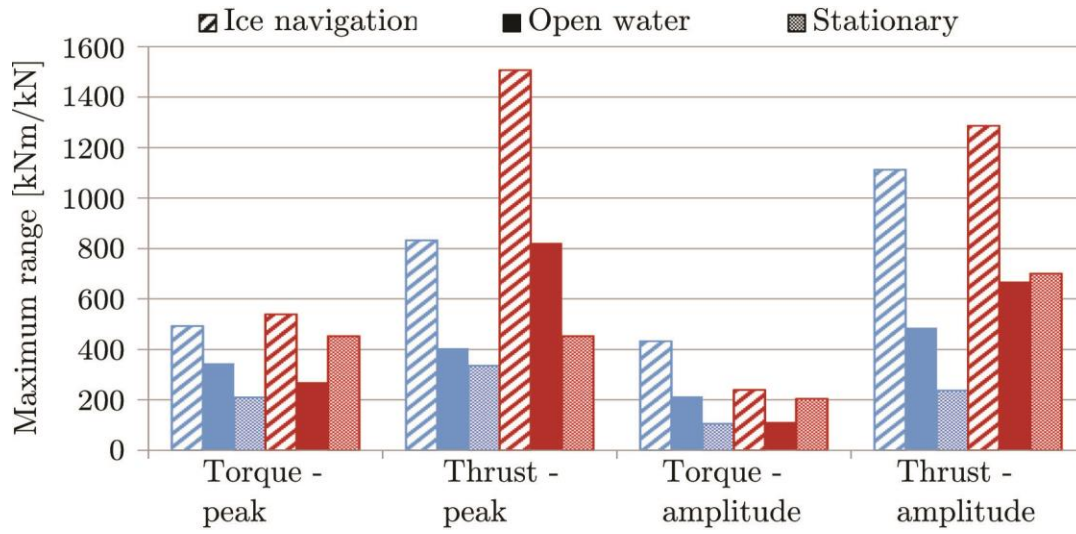 Ice navigation Open water Stationary
Maximum range [kNm/kN]
1600
1400
1200
1000
800
600
400
200
0
Torque - Thrust - Torque - Thrust -
peak peak amplitude amplitude